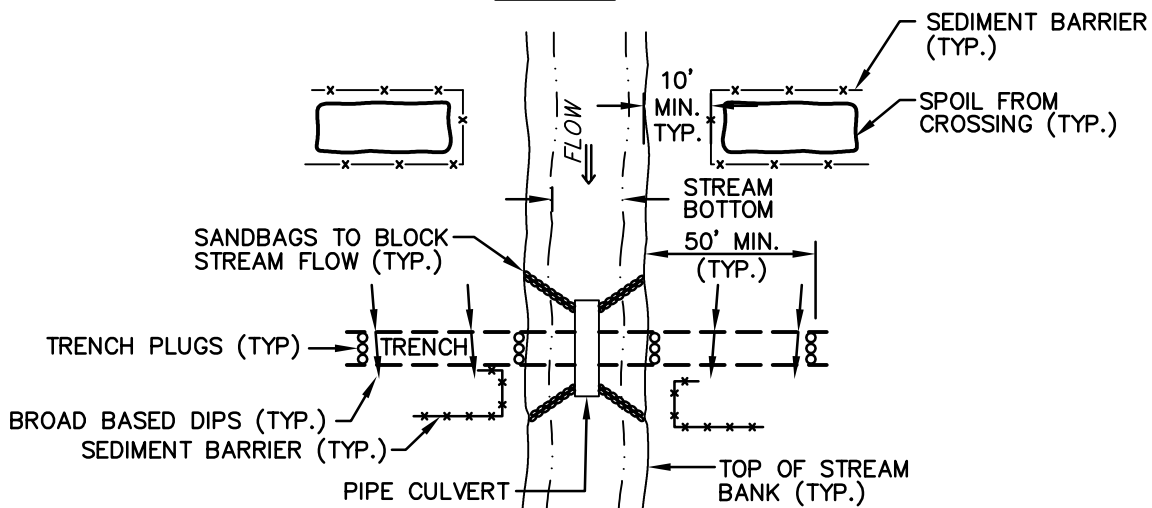 SEDIMENT BARRIER
(TYP.)
10'
MIN.
TYP.
SPOIL FROM
CROSSING (TYP.)
FLOW
STREAM
BOTTOM
SANDBAGS TO BLOCK
STREAM FLOW (TYP.)
50' MIN.
(TYP.)
TRENCH PLUGS (TYP)
TRENCH
BROAD BASED DIPS (TYP.)
SEDIMENT BARRIER (TYP.)
PIPE CULVERT
TOP OF STREAM
BANK (TYP.)